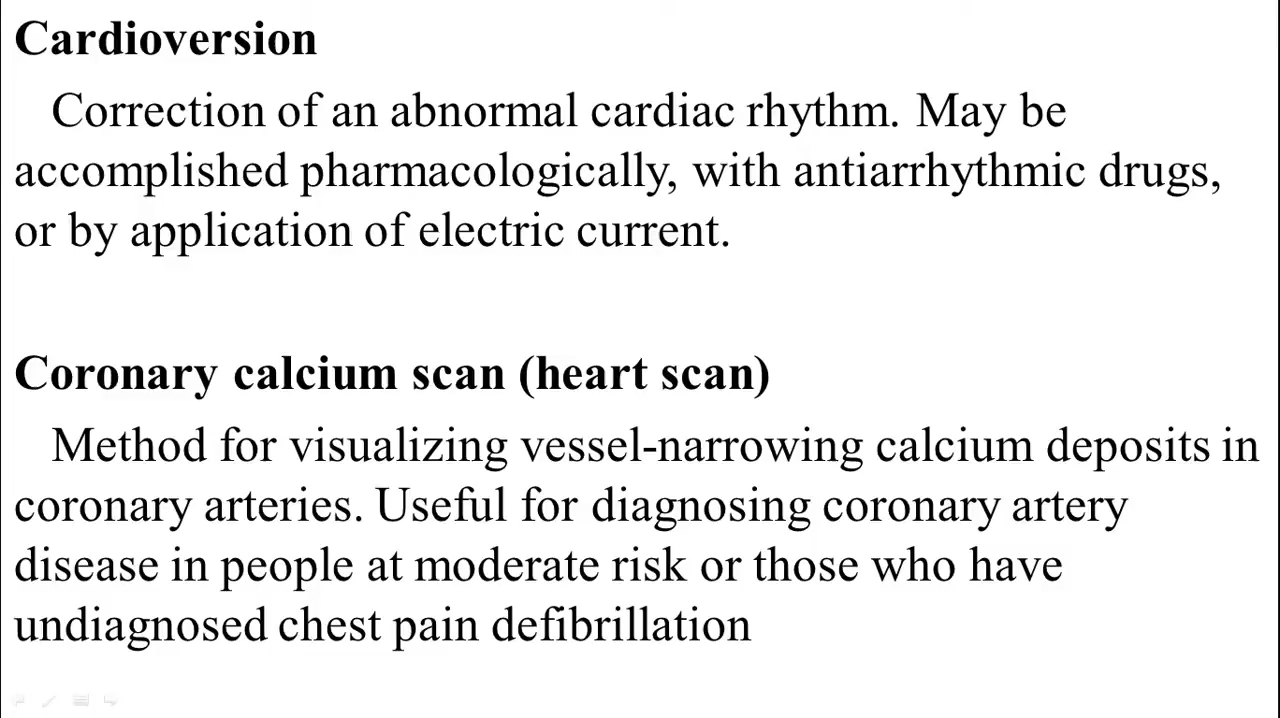 Cardioversion
Correction of an abnormal cardiac rhythm. May be
accomplished pharmacologically, with antiarrhythmic drugs,
or by application of electric current.
Coronary calcium scan (heart scan)
Method for visualizing vessel-narrowing calcium deposits in
coronary arteries. Useful for diagnosing coronary artery
disease in people at moderate risk or those who have
undiagnosed chest pain defibrillation